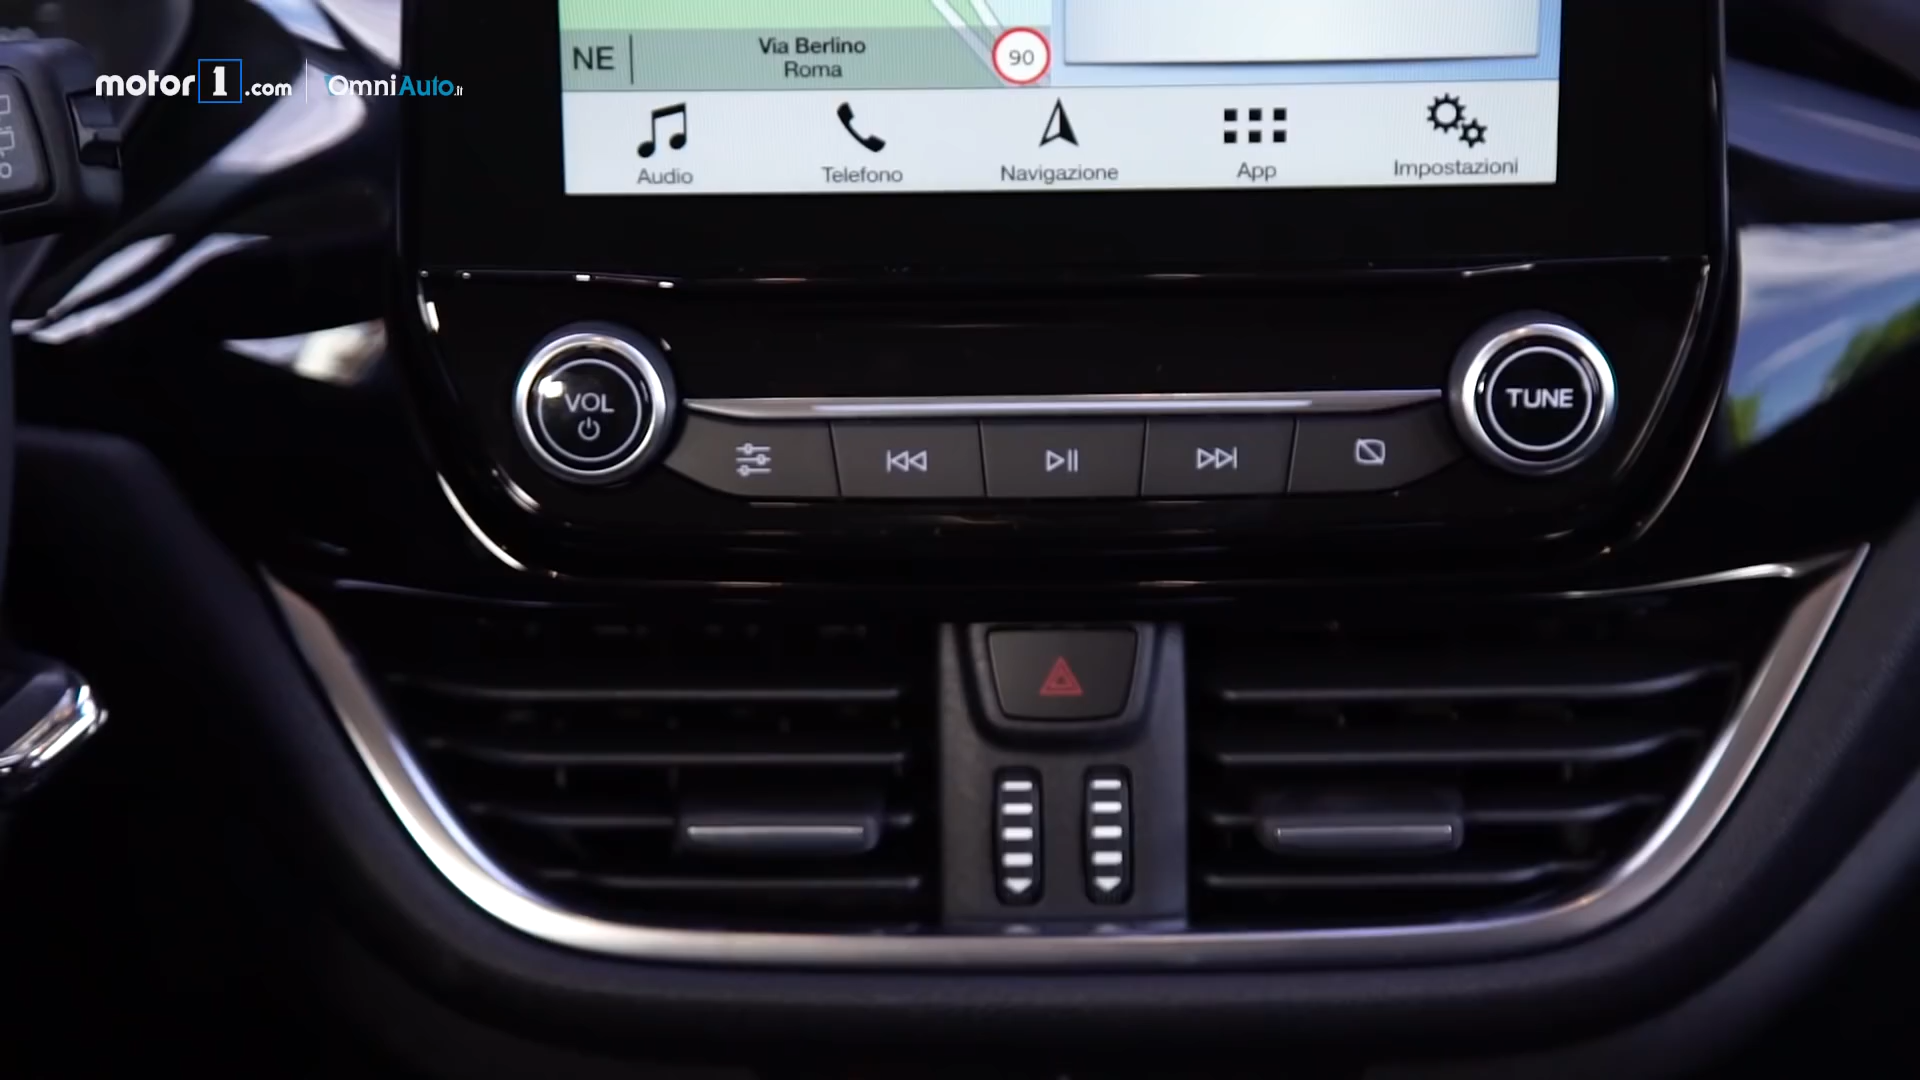 motor1.com | OmniAuto.it
NE
Via Berlino
Roma
90
Audio
Telefono
Navigazione
App
Impostazioni
VOL
TUNE